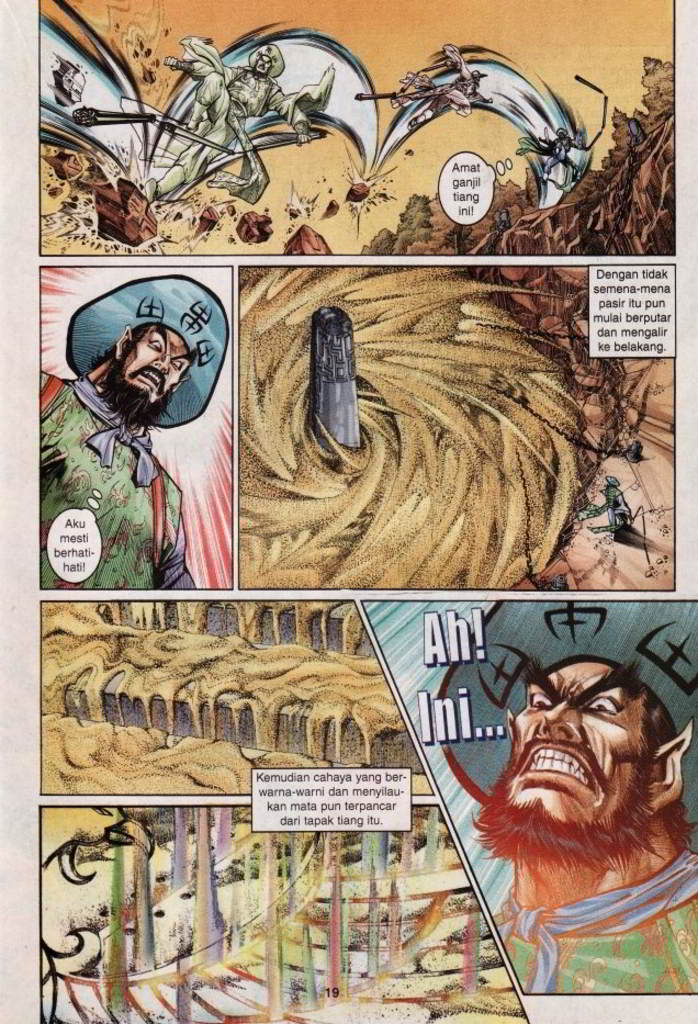 Amat
ganjil
tiang
ini!
Dengan tidak
semena-mena
pasir itu pun
mulai berputar
dan mengalir
ke belakang.
Aku
mesti
berhati-
hati!
Ah!
Ini...
Kemudian cahaya yang ber-
warna-warni dan menyilau-
kan mata pun terpancar
dari tapak tiang itu.
19